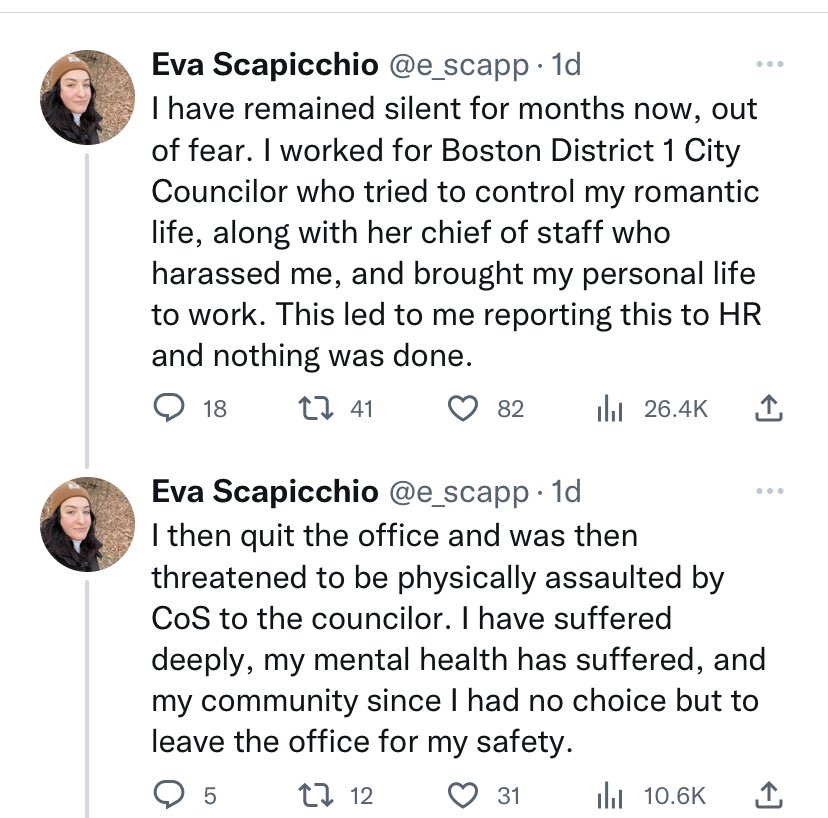 Eva Scapicchio @e_scapp · 1d
I have remained silent for months now, out
of fear. I worked for Boston District 1 City
Councilor who tried to control my romantic
life, along with her chief of staff who
harassed me, and brought my personal life
to work. This led to me reporting this to HR
and nothing was done.
18 41 82 26.4K
Eva Scapicchio @e_scapp · 1d
I then quit the office and was then
threatened to be physically assaulted by
CoS to the councilor. I have suffered
deeply, my mental health has suffered, and
my community since I had no choice but to
leave the office for my safety.
5 12 31 10.6K